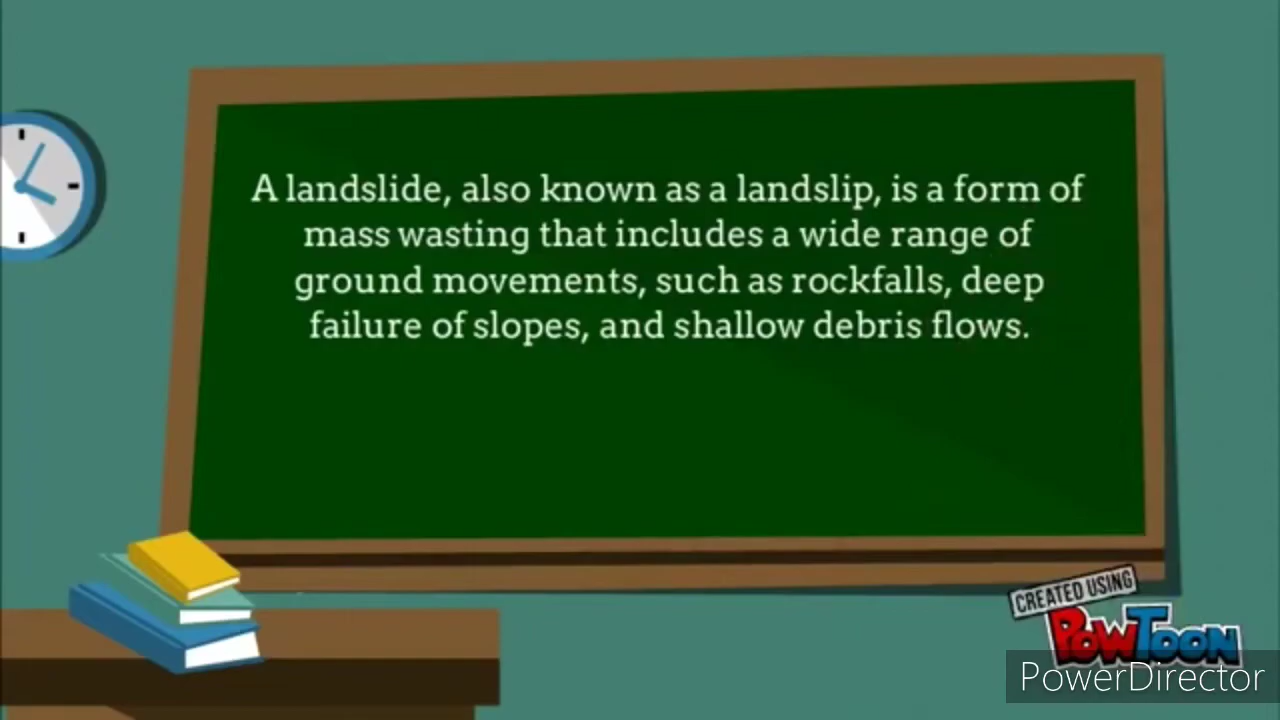 A landslide, also known as a landslip, is a form of
mass wasting that includes a wide range of
ground movements, such as rockfalls, deep
failure of slopes, and shallow debris flows.
CREATED USING
POWTOON
PowerDirector